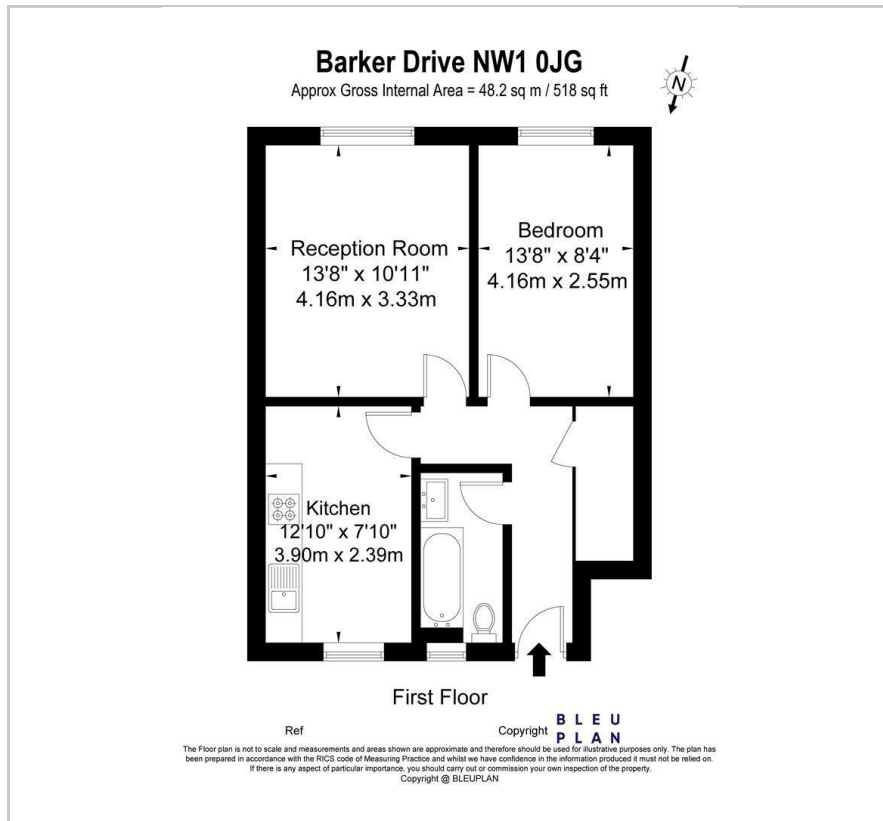 Barker Drive NW1 0JG
Approx Gross Internal Area = 48.2 sq m / 518 sq ft
N
Reception Room
13'8" x 10'11"
4.16m x 3.33m
Bedroom
13'8" x 8'4"
4.16m x 2.55m
Kitchen
12'10" x 7'10"
3.90m x 2.39m
First Floor
Ref
Copyright
BLEU
PLAN
The Floor plan is not to scale and measurements and areas shown are approximate and therefore should be used for illustrative purposes only. The plan has
been prepared in accordance with the RICS code of Measuring Practice and whilst we have confidence in the information produced it must not be relied on.
If there is any aspect of particular importance, you should carry out or commission your own inspection of the property.
Copyright @ BLEUPLAN